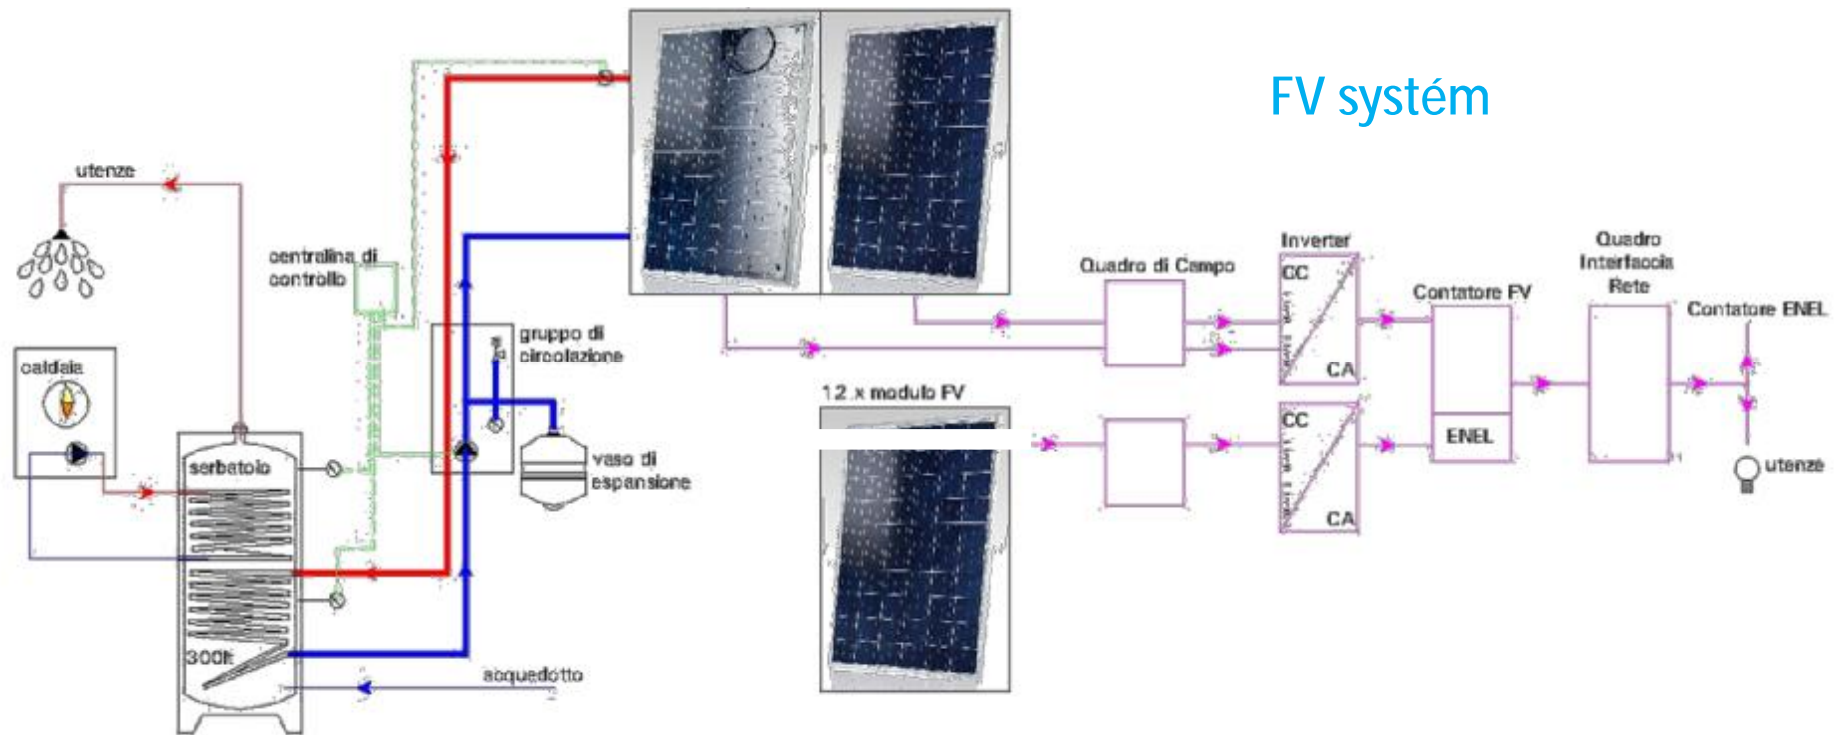 FV systém
utenze
centralina di
controllo
caldaia
serbatoio
300lt
gruppo di
circolazione
vaso di
espansione
acquedotto
12 x modulo FV
Quadro di Campo
Inverter
CC
CA
CC
CA
Contatore FV
ENEL
Quadro
Interfaccia
Rete
Contatore ENEL
utenze